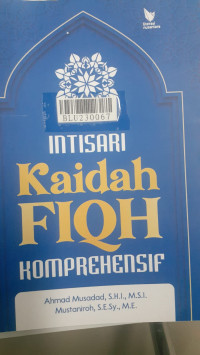 BLU230067
INTISARI
Kaidah
FIQH
KOMPREHENSIF
Ahmad Musadad, S.H.I., M.S.I.
Mustaniroh, S.E.Sy., M.E.